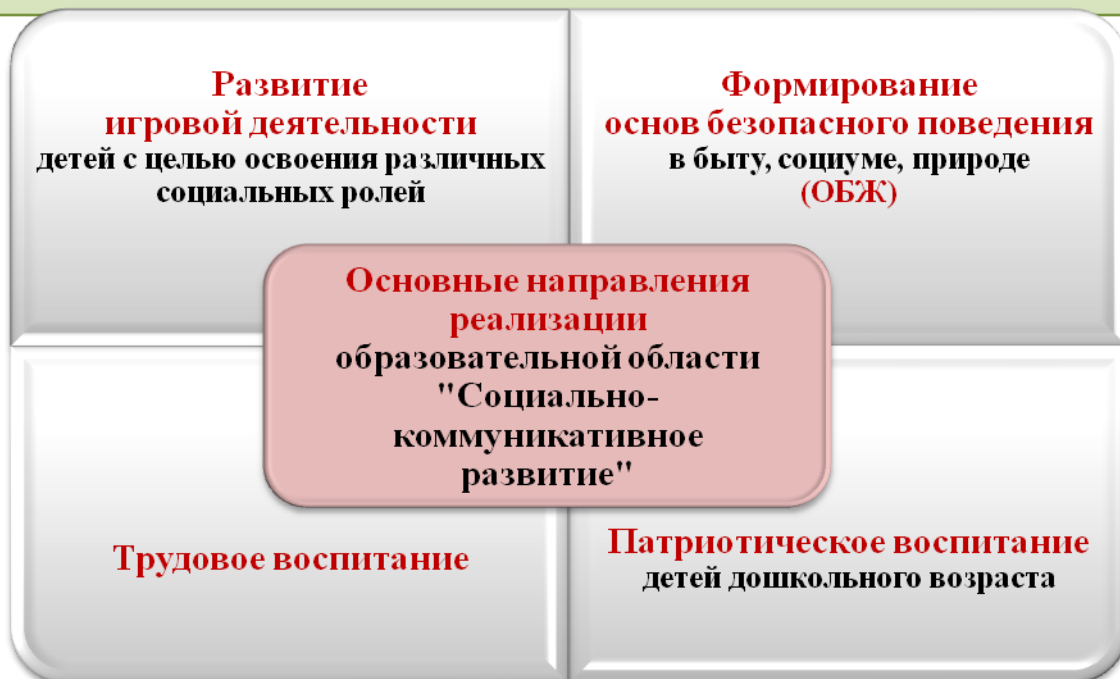 Развитие
игровой деятельности
детей с целью освоения различных
социальных ролей
Формирование
основ безопасного поведения
в быту, социуме, природе
(ОБЖ)
Основные направления
реализации
образовательной области
"Социально-
коммуникативное
развитие"
Трудовое воспитание
Патриотическое воспитание
детей дошкольного возраста